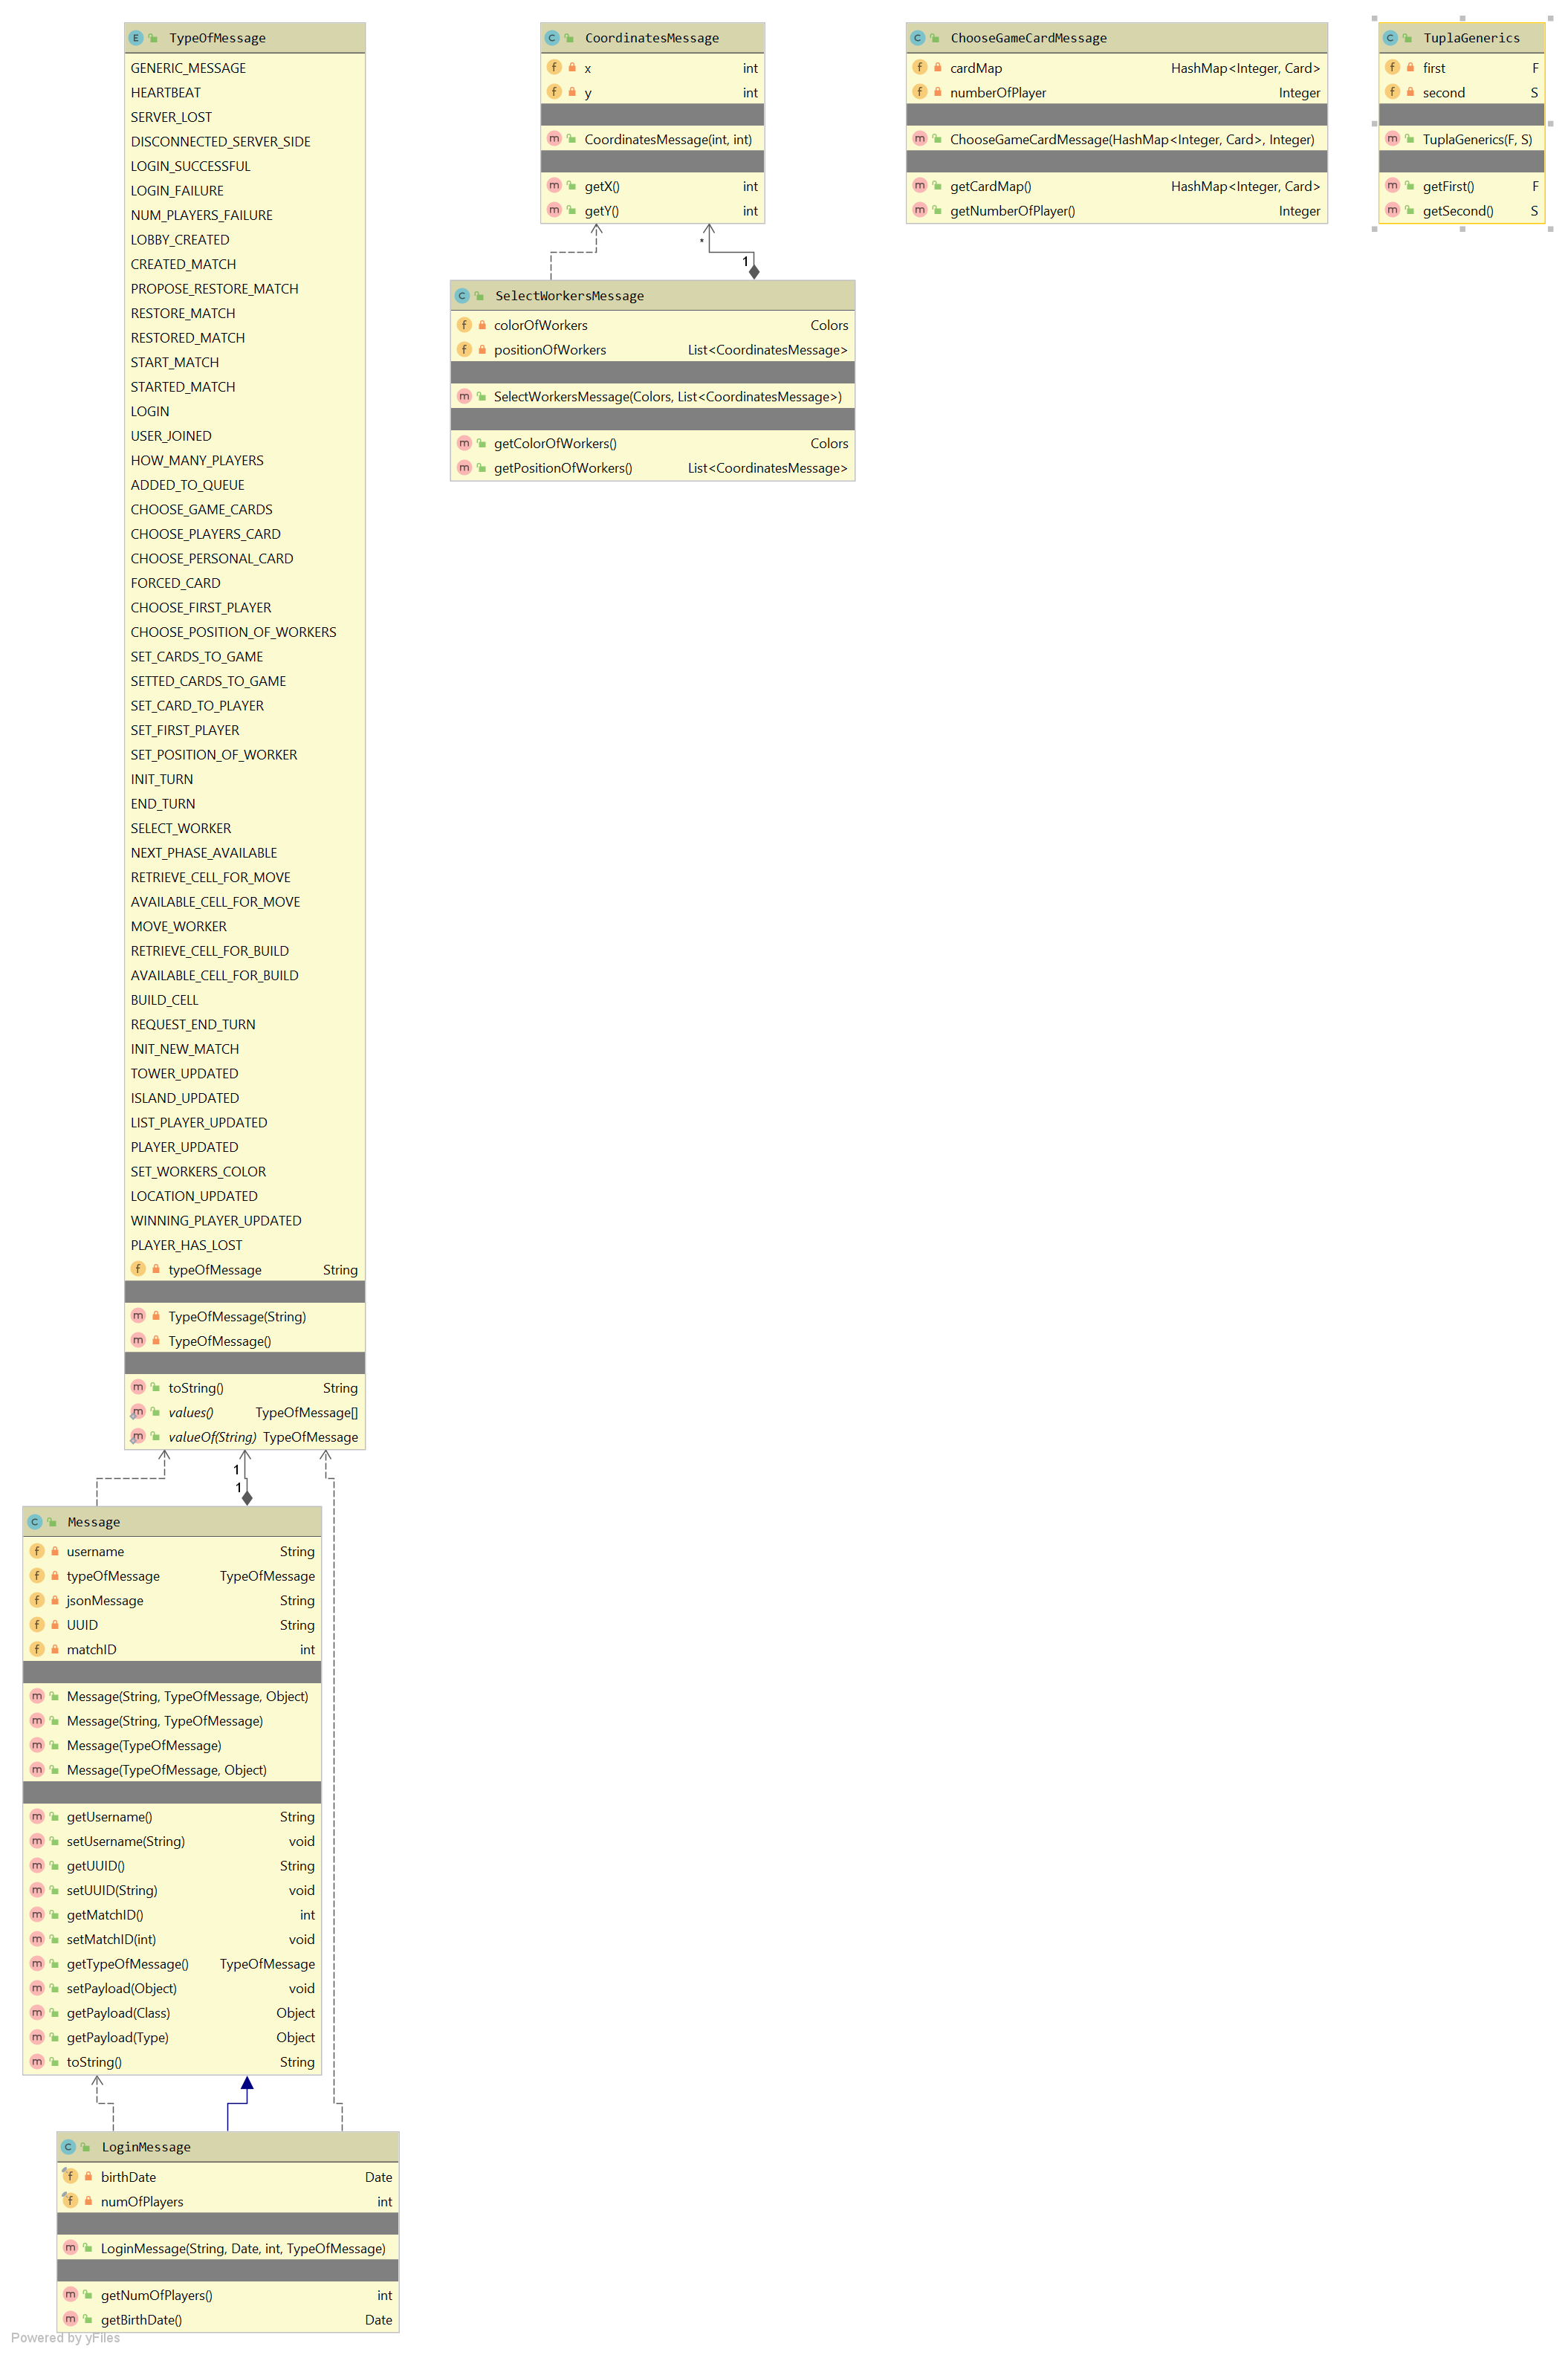 TypeOfMessage
GENERIC_MESSAGE
HEARTBEAT
SERVER_LOST
DISCONNECTED_SERVER_SIDE
LOGIN_SUCCESSFUL
LOGIN_FAILURE
NUM_PLAYERS_FAILURE
LOBBY_CREATED
CREATED_MATCH
PROPOSE_RESTORE_MATCH
RESTORE_MATCH
RESTORED_MATCH
START_MATCH
STARTED_MATCH
LOGIN
USER_JOINED
HOW_MANY_PLAYERS
ADDED_TO_QUEUE
CHOOSE_GAME_CARDS
CHOOSE_PLAYERS_CARD
CHOOSE_PERSONAL_CARD
FORCED_CARD
CHOOSE_FIRST_PLAYER
CHOOSE_POSITION_OF_WORKERS
SET_CARDS_TO_GAME
SETTED_CARDS_TO_GAME
SET_CARD_TO_PLAYER
SET_FIRST_PLAYER
SET_POSITION_OF_WORKER
INIT_TURN
END_TURN
SELECT_WORKER
NEXT_PHASE_AVAILABLE
RETRIEVE_CELL_FOR_MOVE
AVAILABLE_CELL_FOR_MOVE
MOVE_WORKER
RETRIEVE_CELL_FOR_BUILD
AVAILABLE_CELL_FOR_BUILD
BUILD_CELL
REQUEST_END_TURN
INIT_NEW_MATCH
TOWER_UPDATED
ISLAND_UPDATED
LIST_PLAYER_UPDATED
PLAYER_UPDATED
SET_WORKERS_COLOR
LOCATION_UPDATED
WINNING_PLAYER_UPDATED
PLAYER_HAS_LOST
typeOfMessage String
TypeOfMessage(String)
TypeOfMessage()
toString() String
values() TypeOfMessage[]
valueOf(String) TypeOfMessage
1
1
Message
username String
typeOfMessage TypeOfMessage
jsonMessage String
UUID String
matchID int
Message(String, TypeOfMessage, Object)
Message(String, TypeOfMessage)
Message(TypeOfMessage)
Message(TypeOfMessage, Object)
getUsername() String
setUsername(String) void
getUUID() String
setUUID(String) void
getMatchID() int
setMatchID(int) void
getTypeOfMessage() TypeOfMessage
setPayload(Object) void
getPayload(Class) Object
getPayload(Type) Object
toString() String
LoginMessage
birthDate Date
numOfPlayers int
LoginMessage(String, Date, int, TypeOfMessage)
getNumOfPlayers() int
getBirthDate() Date
CoordinatesMessage
x int
y int
CoordinatesMessage(int, int)
getX() int
getY() int
*
1
SelectWorkersMessage
colorOfWorkers Colors
positionOfWorkers List<CoordinatesMessage>
SelectWorkersMessage(Colors, List<CoordinatesMessage>)
getColorOfWorkers() Colors
getPositionOfWorkers() List<CoordinatesMessage>
ChooseGameCardMessage
cardMap HashMap<Integer, Card>
numberOfPlayer Integer
ChooseGameCardMessage(HashMap<Integer, Card>, Integer)
getCardMap() HashMap<Integer, Card>
getNumberOfPlayer() Integer
TuplaGenerics
first F
second S
TuplaGenerics(F, S)
getFirst() F
getSecond() S
Powered by yFiles